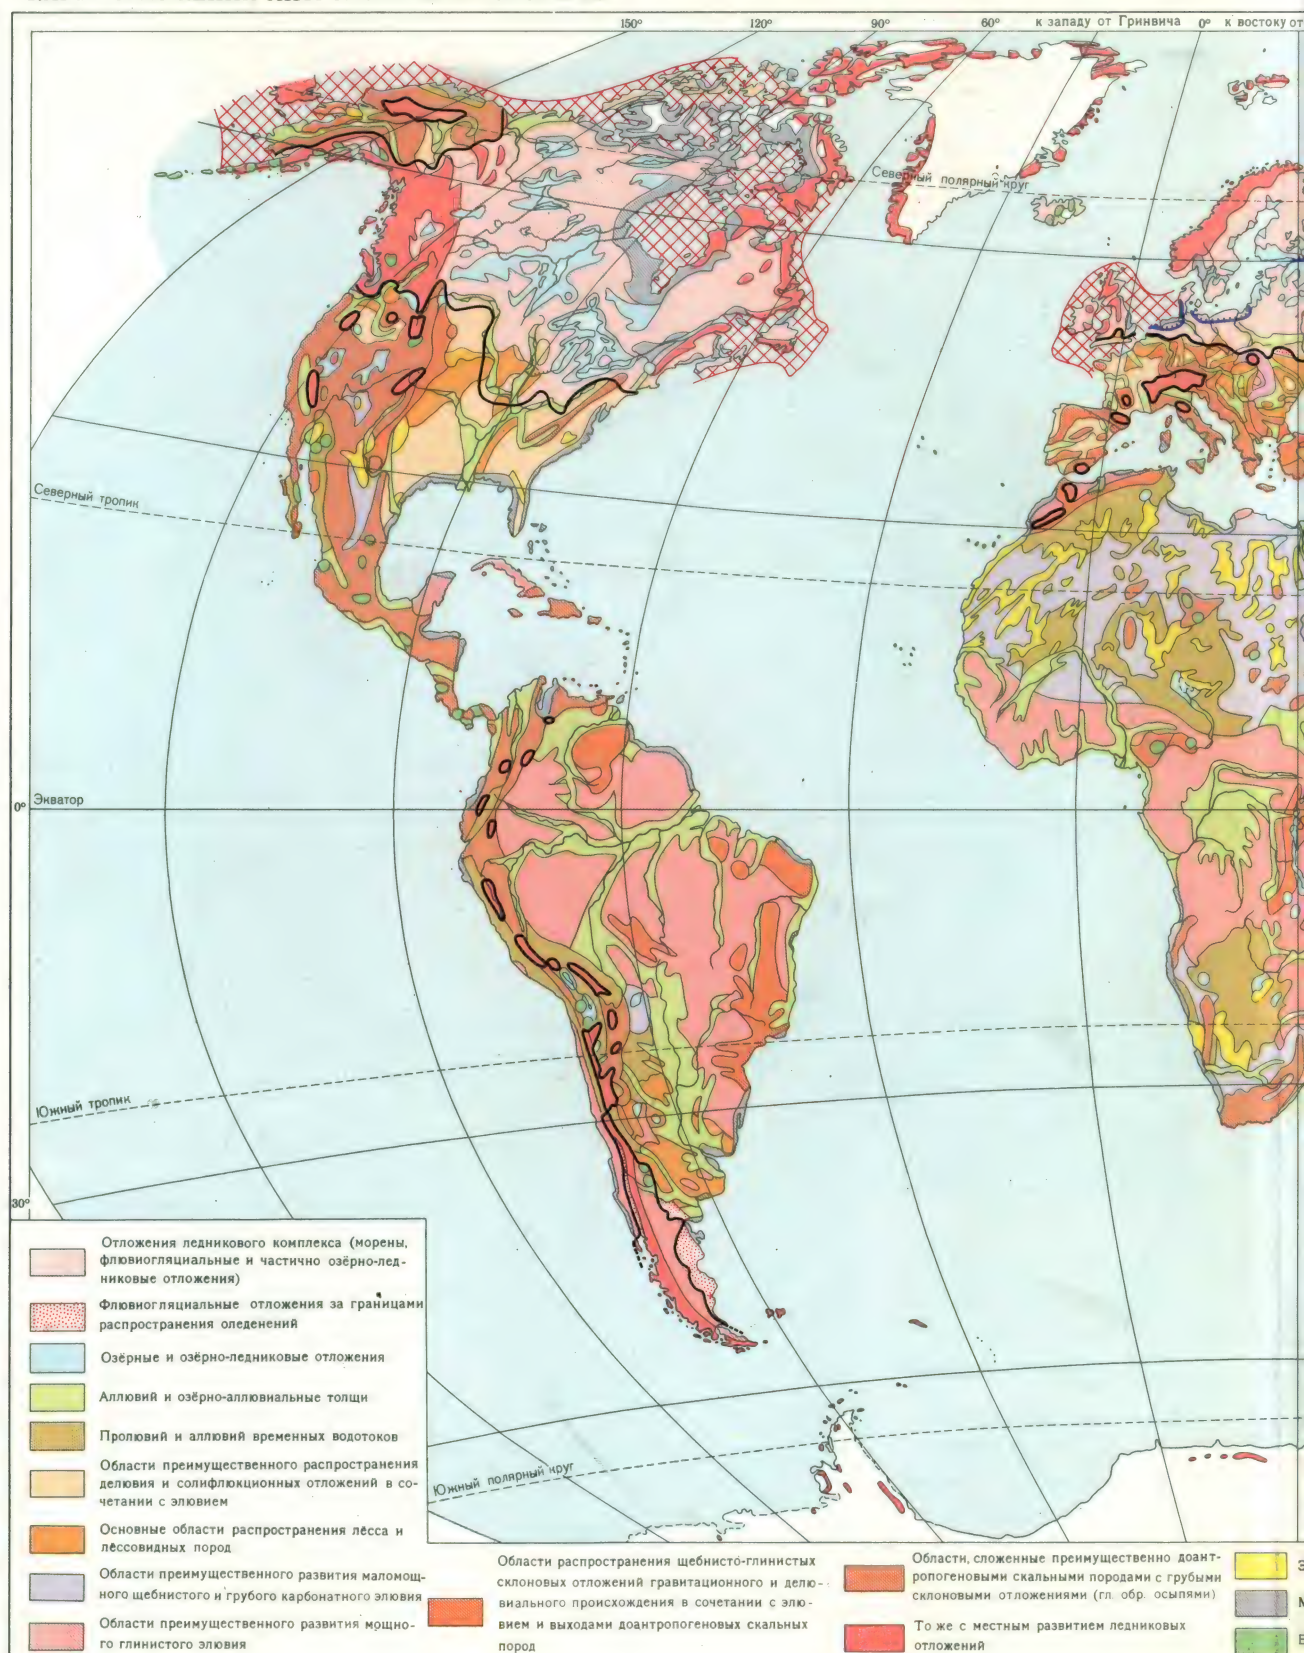 150°
120°
90°
60°
к западу от Гринвича
0°
к востоку от
Северный полярный круг
Северный тропик
0°
Экватор
Южный тропик
30°
Южный полярный круг
Отложения ледникового комплекса (морены,
флювиогляциальные и частично озёрно-лед-
никовые отложения)
Флювиогляциальные отложения за границами
распространения оледенений
Озёрные и озёрно-ледниковые отложения
Аллювий и озёрно-аллювиальные толщи
Пролювий и аллювий временных водотоков
Области преимущественного распространения
делювия и солифлюкционных отложений в со-
четании с элювием
Основные области распространения лёсса и
лёссовидных пород
Области преимущественного развития маломощ-
ного щебнистого и грубого карбонатного элювия
Области преимущественного развития мощно-
го глинистого элювия
Области распространения щебнисто-глинистых
склоновых отложений гравитационного и делю-
виального происхождения в сочетании с элю-
вием и выходами доантропогеновых скальных
пород
Области, сложенные преимущественно доант-
ропогеновыми скальными породами с грубыми
склоновыми отложениями (гл. обр. осыпями)
То же с местным развитием ледниковых
отложений